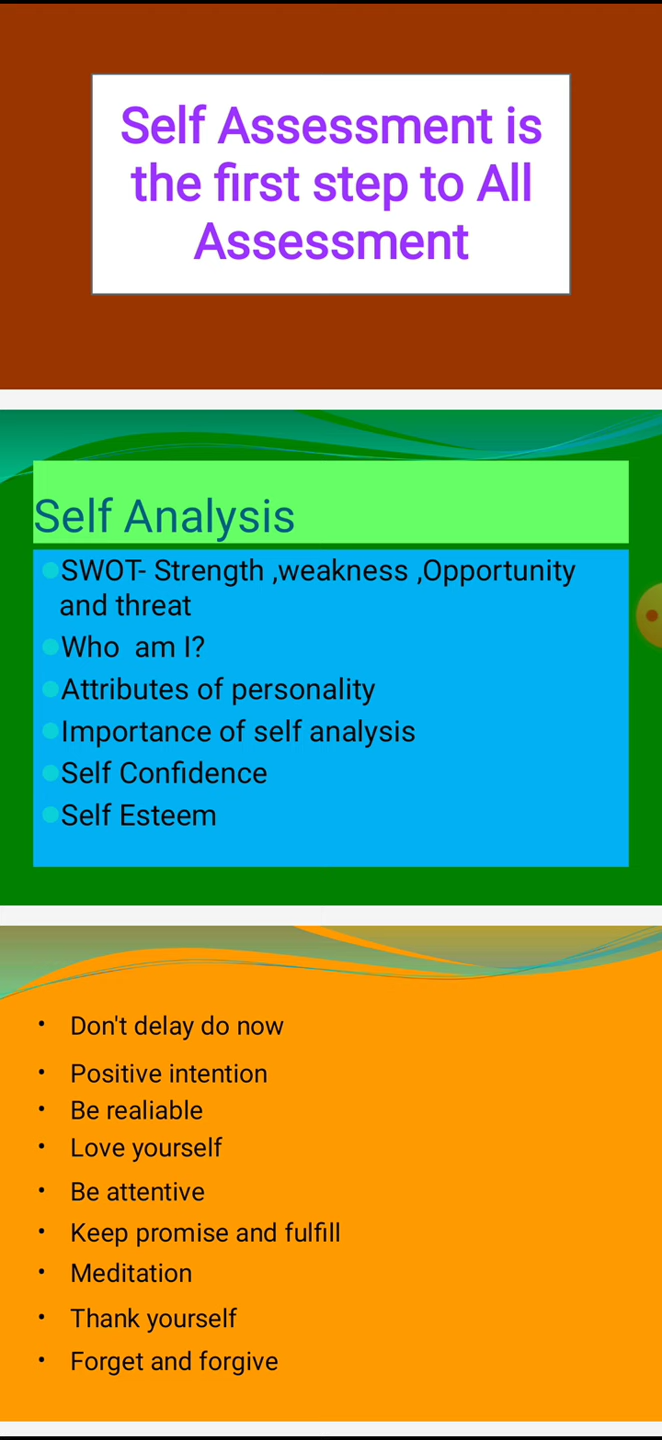 Self Assessment is
the first step to All
Assessment
Self Analysis
SWOT- Strength ,weakness ,Opportunity
and threat
Who  am I?
Attributes of personality
Importance of self analysis
Self Confidence
Self Esteem
Don't delay do now
Positive intention
Be realiable
Love yourself
Be attentive
Keep promise and fulfill
Meditation
Thank yourself
Forget and forgive